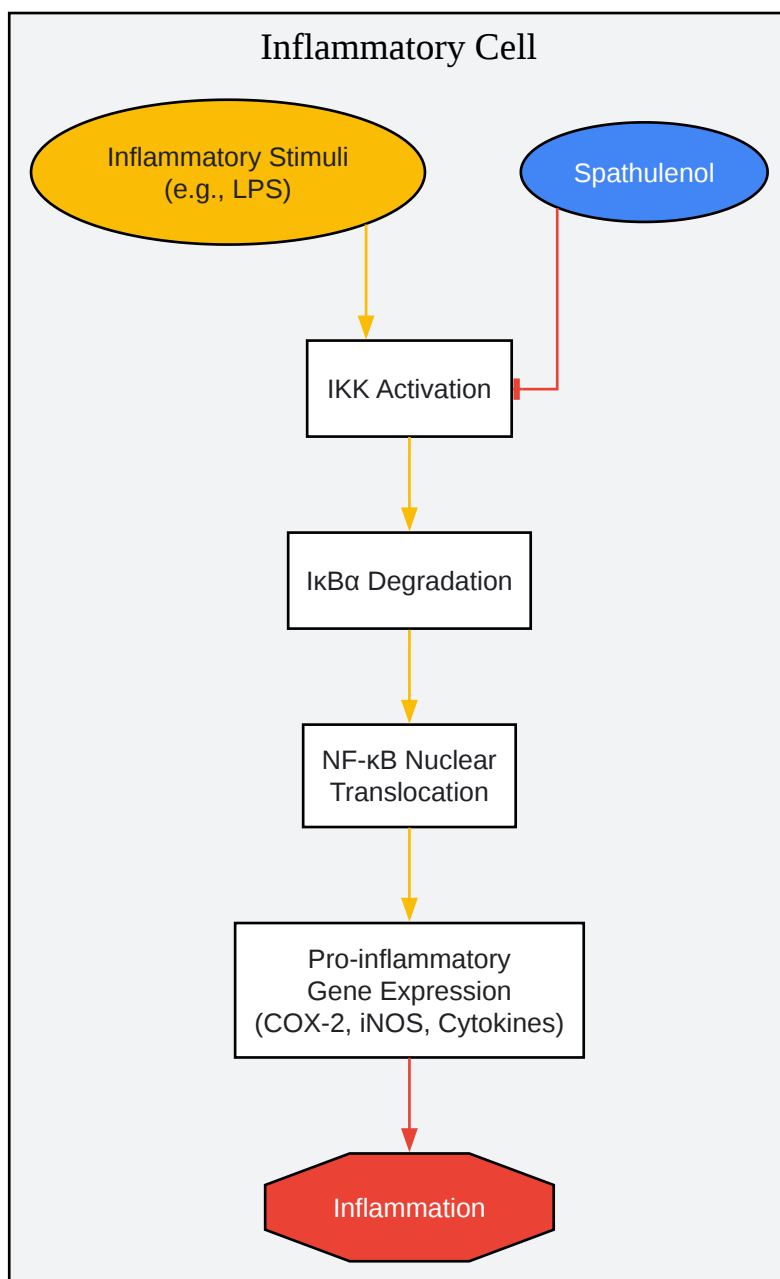 Inflammatory Cell
Inflammatory Stimuli
(e.g., LPS)
Spathulenol
IKK Activation
IκBα Degradation
NF-κB Nuclear
Translocation
Pro-inflammatory
Gene Expression
(COX-2, iNOS, Cytokines)
Inflammation